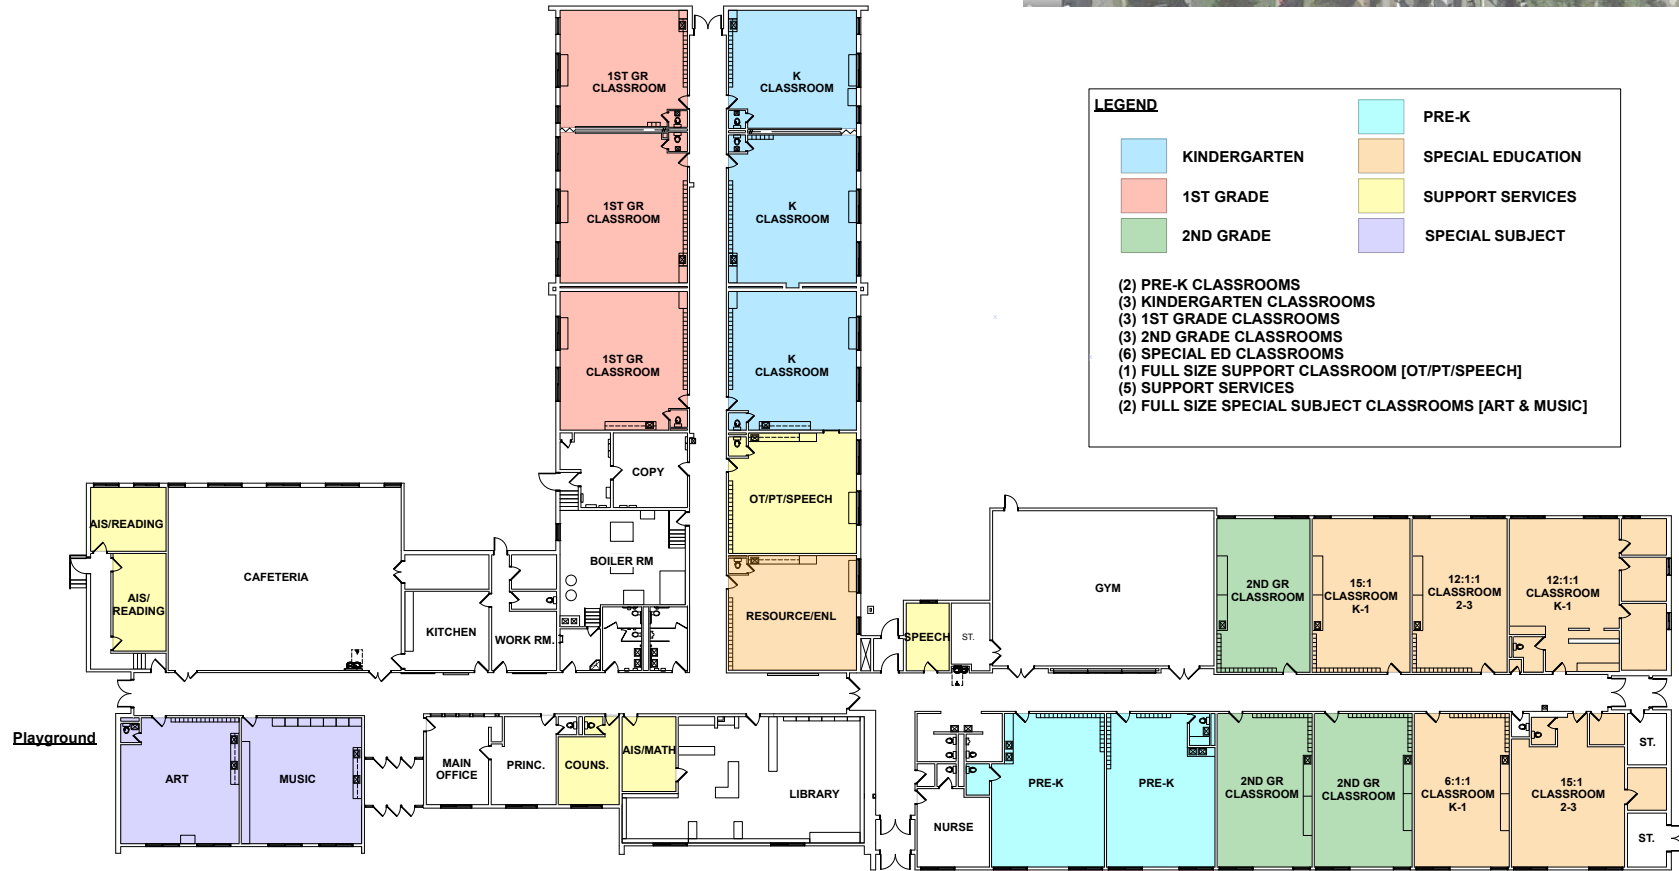 1ST GR
CLASSROOM
K
CLASSROOM
LEGEND
PRE-K
KINDERGARTEN
SPECIAL EDUCATION
1ST GRADE
SUPPORT SERVICES
2ND GRADE
SPECIAL SUBJECT
1ST GR
CLASSROOM
K
CLASSROOM
(2) PRE-K CLASSROOMS
(3) KINDERGARTEN CLASSROOMS
(3) 1ST GRADE CLASSROOMS
(3) 2ND GRADE CLASSROOMS
(6) SPECIAL ED CLASSROOMS
(1) FULL SIZE SUPPORT CLASSROOM [OT/PT/SPEECH]
(5) SUPPORT SERVICES
(2) FULL SIZE SPECIAL SUBJECT CLASSROOMS [ART & MUSIC]
1ST GR
CLASSROOM
K
CLASSROOM
COPY
OT/PT/SPEECH
AIS/READING
CAFETERIA
BOILER RM
GYM
2ND GR
CLASSROOM
15:1
CLASSROOM
K-1
12:1:1
CLASSROOM
2-3
12:1:1
CLASSROOM
K-1
AIS/
READING
KITCHEN
WORK RM.
RESOURCE/ENL
SPEECH
ST.
Playground
ART
MUSIC
MAIN
OFFICE
PRINC.
COUNS.
AIS/MATH
LIBRARY
NURSE
PRE-K
PRE-K
2ND GR
CLASSROOM
2ND GR
CLASSROOM
6:1:1
CLASSROOM
K-1
15:1
CLASSROOM
2-3
ST.
ST.